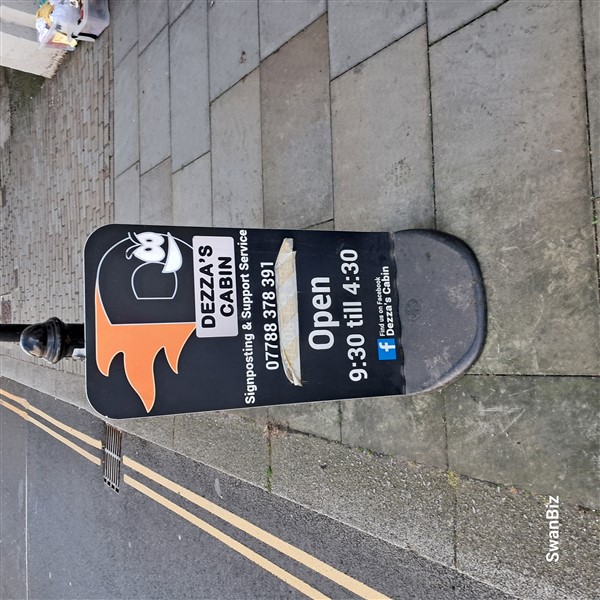 DEZZA'S
CABIN
Signposting & Support Service
07788 378 391
Open
9:30 till 4:30
f Find us on Facebook
Dezza's Cabin
SwanBiz